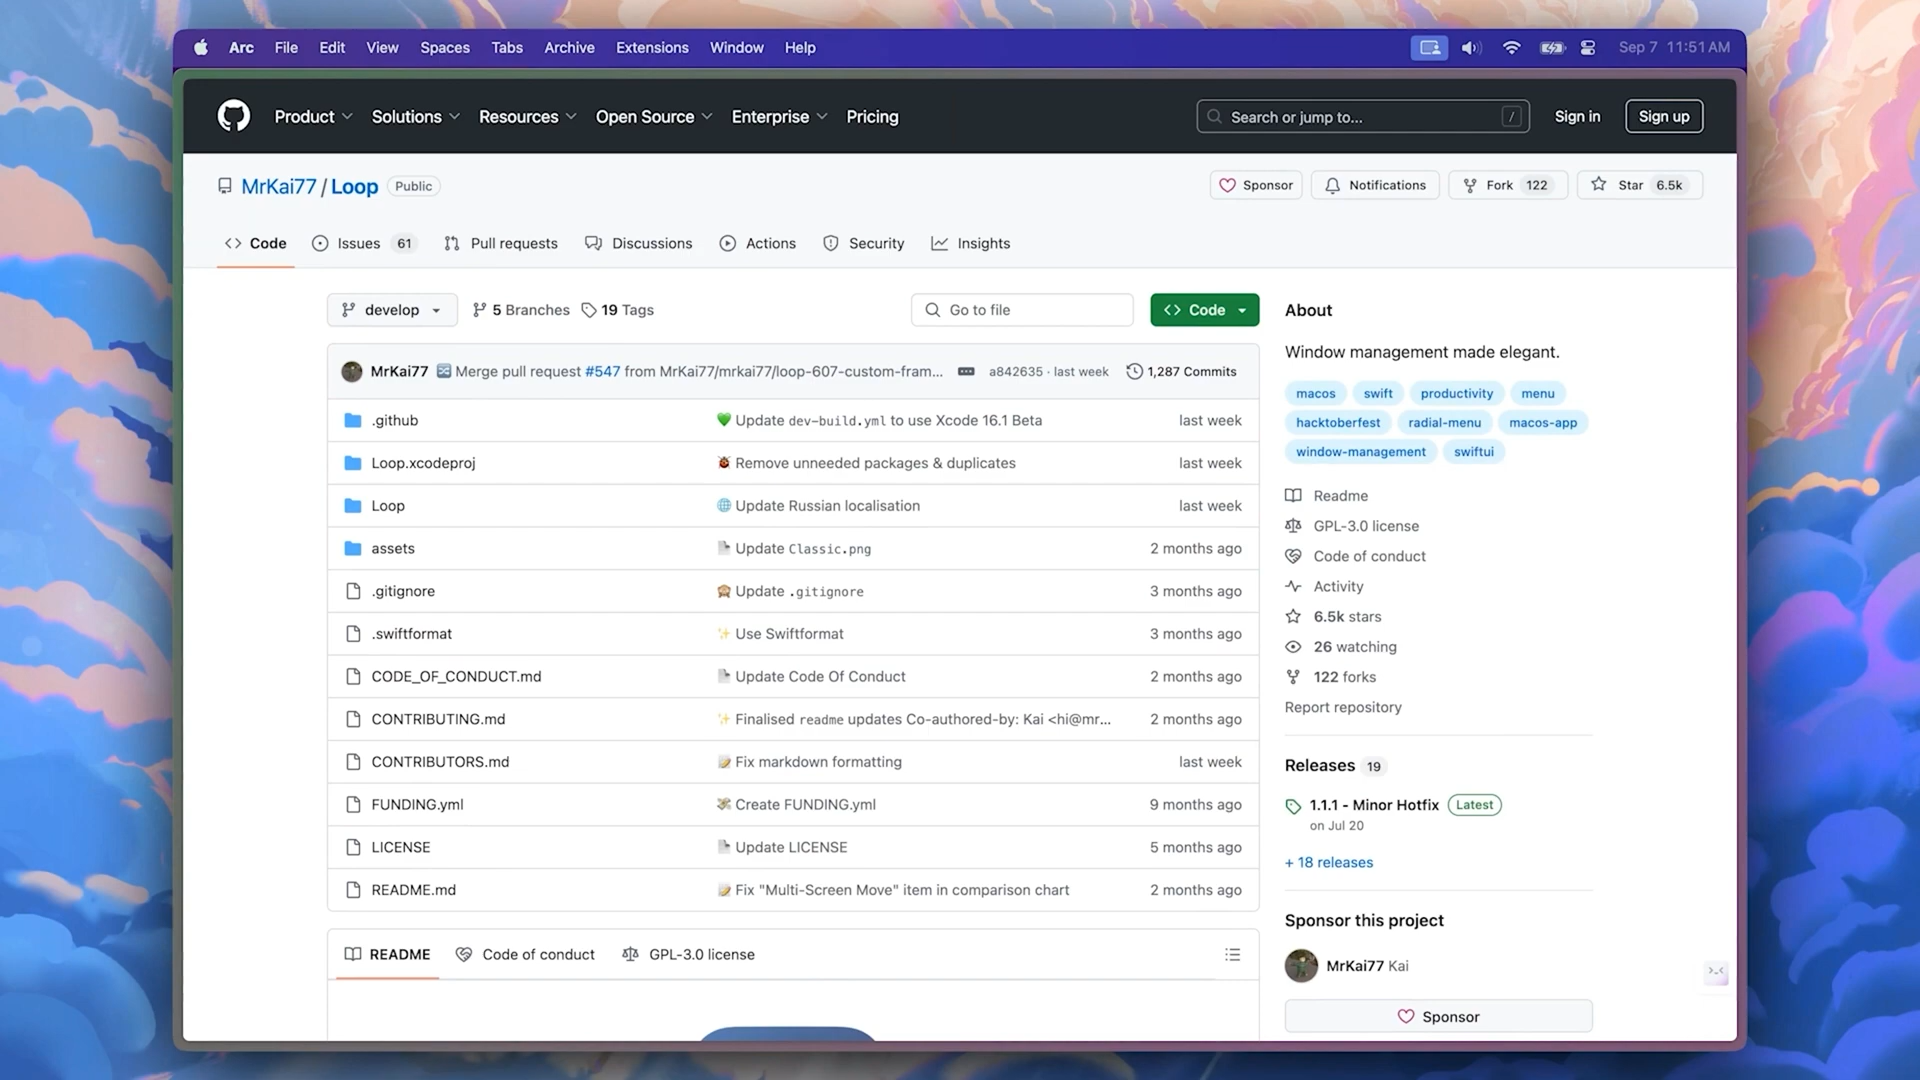 Arc File Edit View Spaces Tabs Archive Extensions Window Help Sep 7 11:51 AM
Product Solutions Resources Open Source Enterprise Pricing Search or jump to... / Sign in Sign up
MrKai77 / Loop Public Sponsor Notifications Fork 122 Star 6.5k
Code Issues 61 Pull requests Discussions Actions Security Insights
develop 5 Branches 19 Tags Go to file Code
MrKai77 Merge pull request #547 from MrKai77/mrkai77/loop-607-custom-fram... a842635 · last week 1,287 Commits
.github Update dev-build.yml to use Xcode 16.1 Beta last week
Loop.xcodeproj Remove unneeded packages & duplicates last week
Loop Update Russian localisation last week
assets Update Classic.png 2 months ago
.gitignore Update .gitignore 3 months ago
.swiftformat Use Swiftformat 3 months ago
CODE_OF_CONDUCT.md Update Code Of Conduct 2 months ago
CONTRIBUTING.md Finalised readme updates Co-authored-by: Kai <hi@mr... 2 months ago
CONTRIBUTORS.md Fix markdown formatting last week
FUNDING.yml Create FUNDING.yml 9 months ago
LICENSE Update LICENSE 5 months ago
README.md Fix "Multi-Screen Move" item in comparison chart 2 months ago
README Code of conduct GPL-3.0 license
About
Window management made elegant.
macos swift productivity menu
hacktoberfest radial-menu macos-app
window-management swiftui
Readme
GPL-3.0 license
Code of conduct
Activity
6.5k stars
26 watching
122 forks
Report repository
Releases 19
1.1.1 - Minor Hotfix Latest
on Jul 20
+ 18 releases
Sponsor this project
MrKai77 Kai
Sponsor